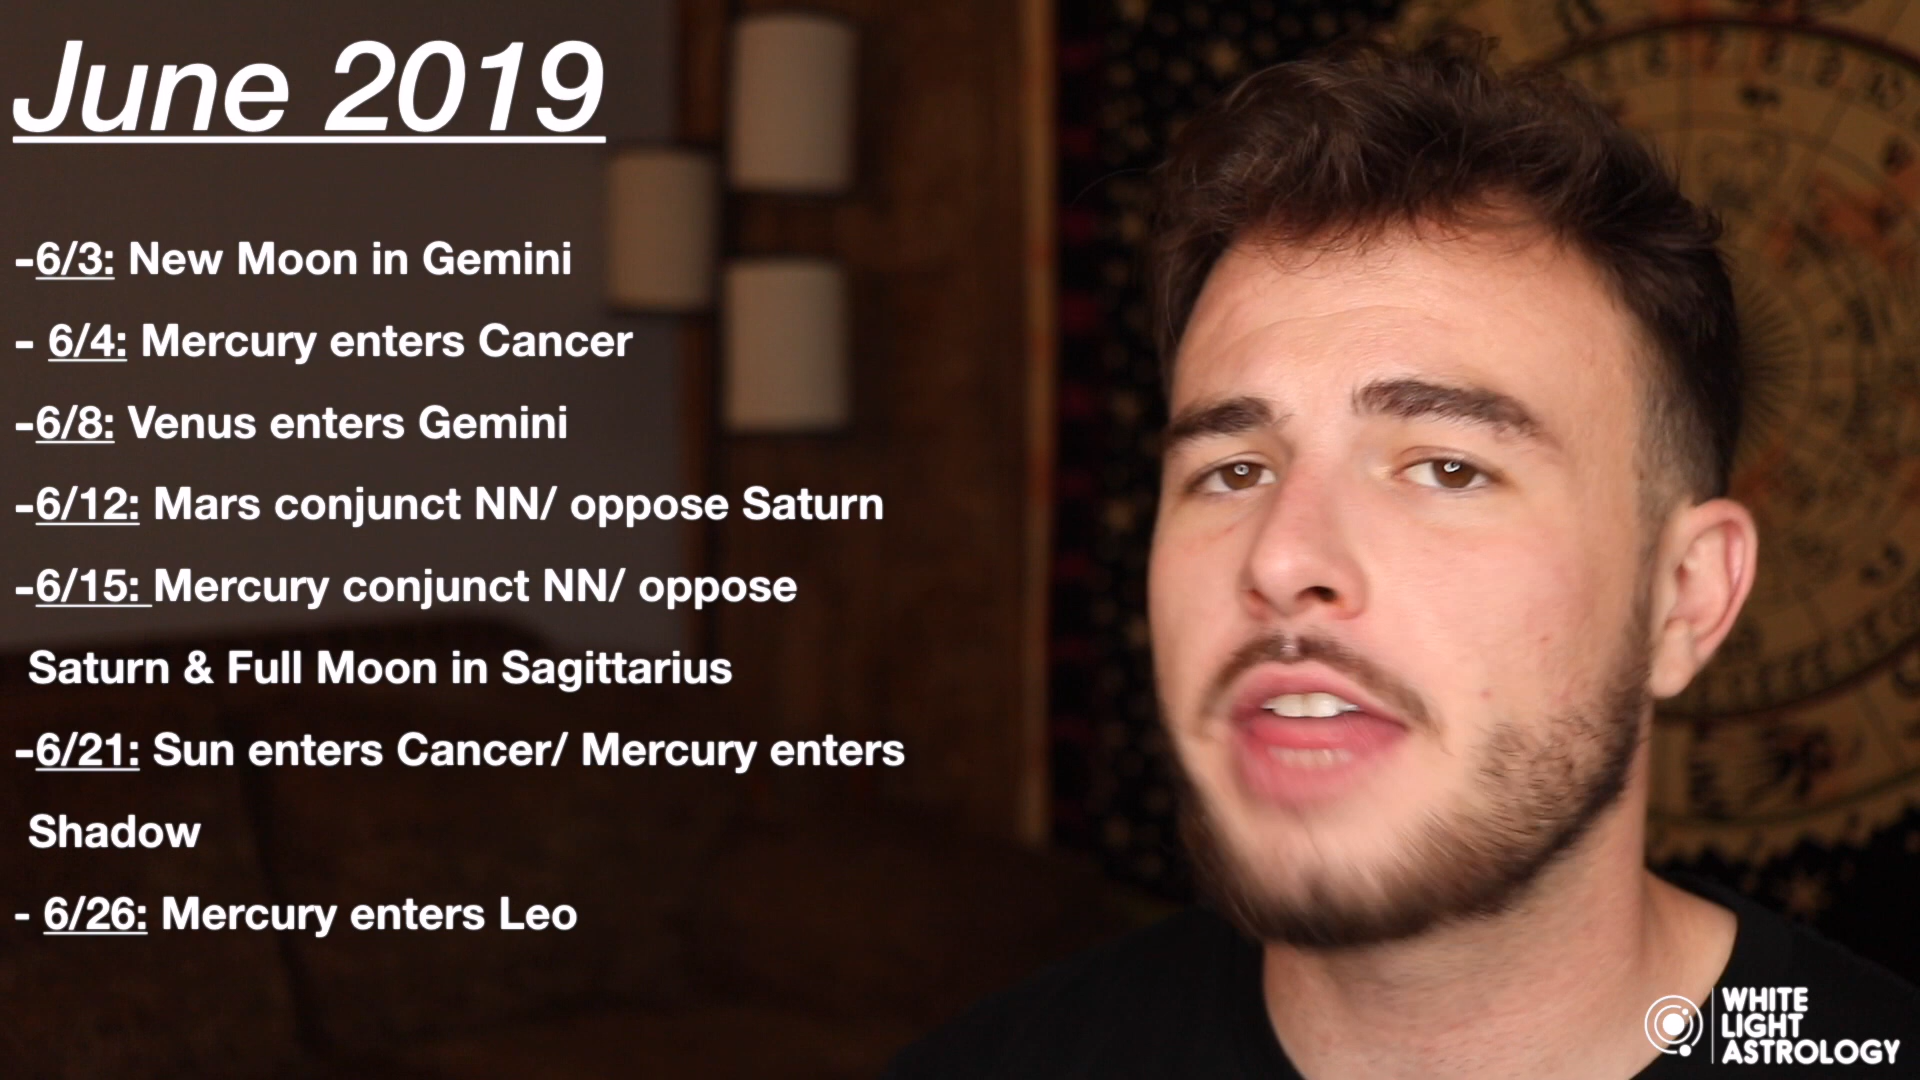 June 2019
-6/3: New Moon in Gemini
- 6/4: Mercury enters Cancer
-6/8: Venus enters Gemini
-6/12: Mars conjunct NN/ oppose Saturn
-6/15: Mercury conjunct NN/ oppose
Saturn & Full Moon in Sagittarius
-6/21: Sun enters Cancer/ Mercury enters
Shadow
- 6/26: Mercury enters Leo
WHITE
LIGHT
ASTROLOGY